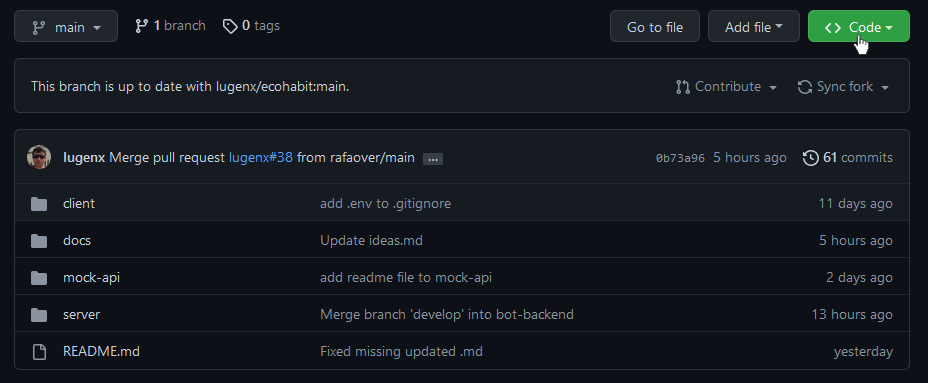 main 1 branch 0 tags Go to file Add file Code
This branch is up to date with lugenx/ecohabit:main. Contribute Sync fork
lugenx Merge pull request lugenx#38 from rafaover/main ... 0b73a96 5 hours ago 61 commits
client add .env to .gitignore 11 days ago
docs Update ideas.md 5 hours ago
mock-api add readme file to mock-api 2 days ago
server Merge branch 'develop' into bot-backend 13 hours ago
README.md Fixed missing updated .md yesterday